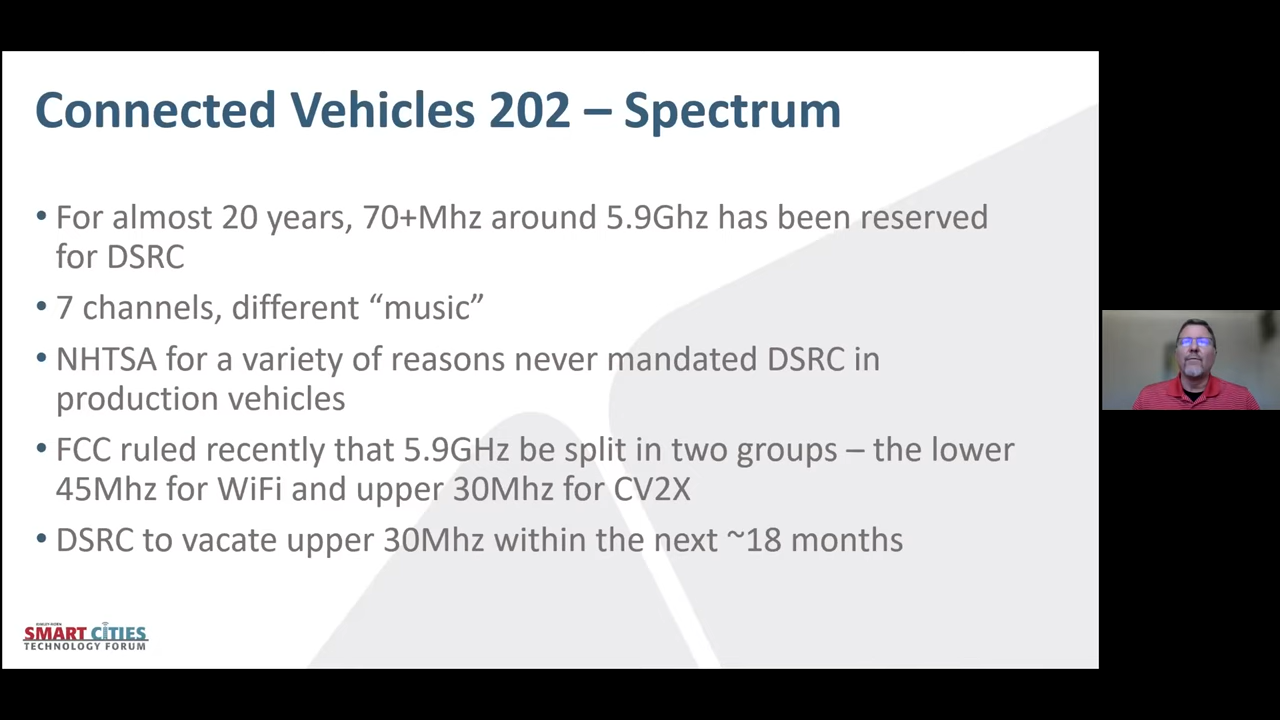 Connected Vehicles 202 – Spectrum
• For almost 20 years, 70+Mhz around 5.9Ghz has been reserved
for DSRC
• 7 channels, different “music”
• NHTSA for a variety of reasons never mandated DSRC in
production vehicles
• FCC ruled recently that 5.9GHz be split in two groups – the lower
45Mhz for WiFi and upper 30Mhz for CV2X
• DSRC to vacate upper 30Mhz within the next ~18 months
SMART CITIES
TECHNOLOGY FORUM